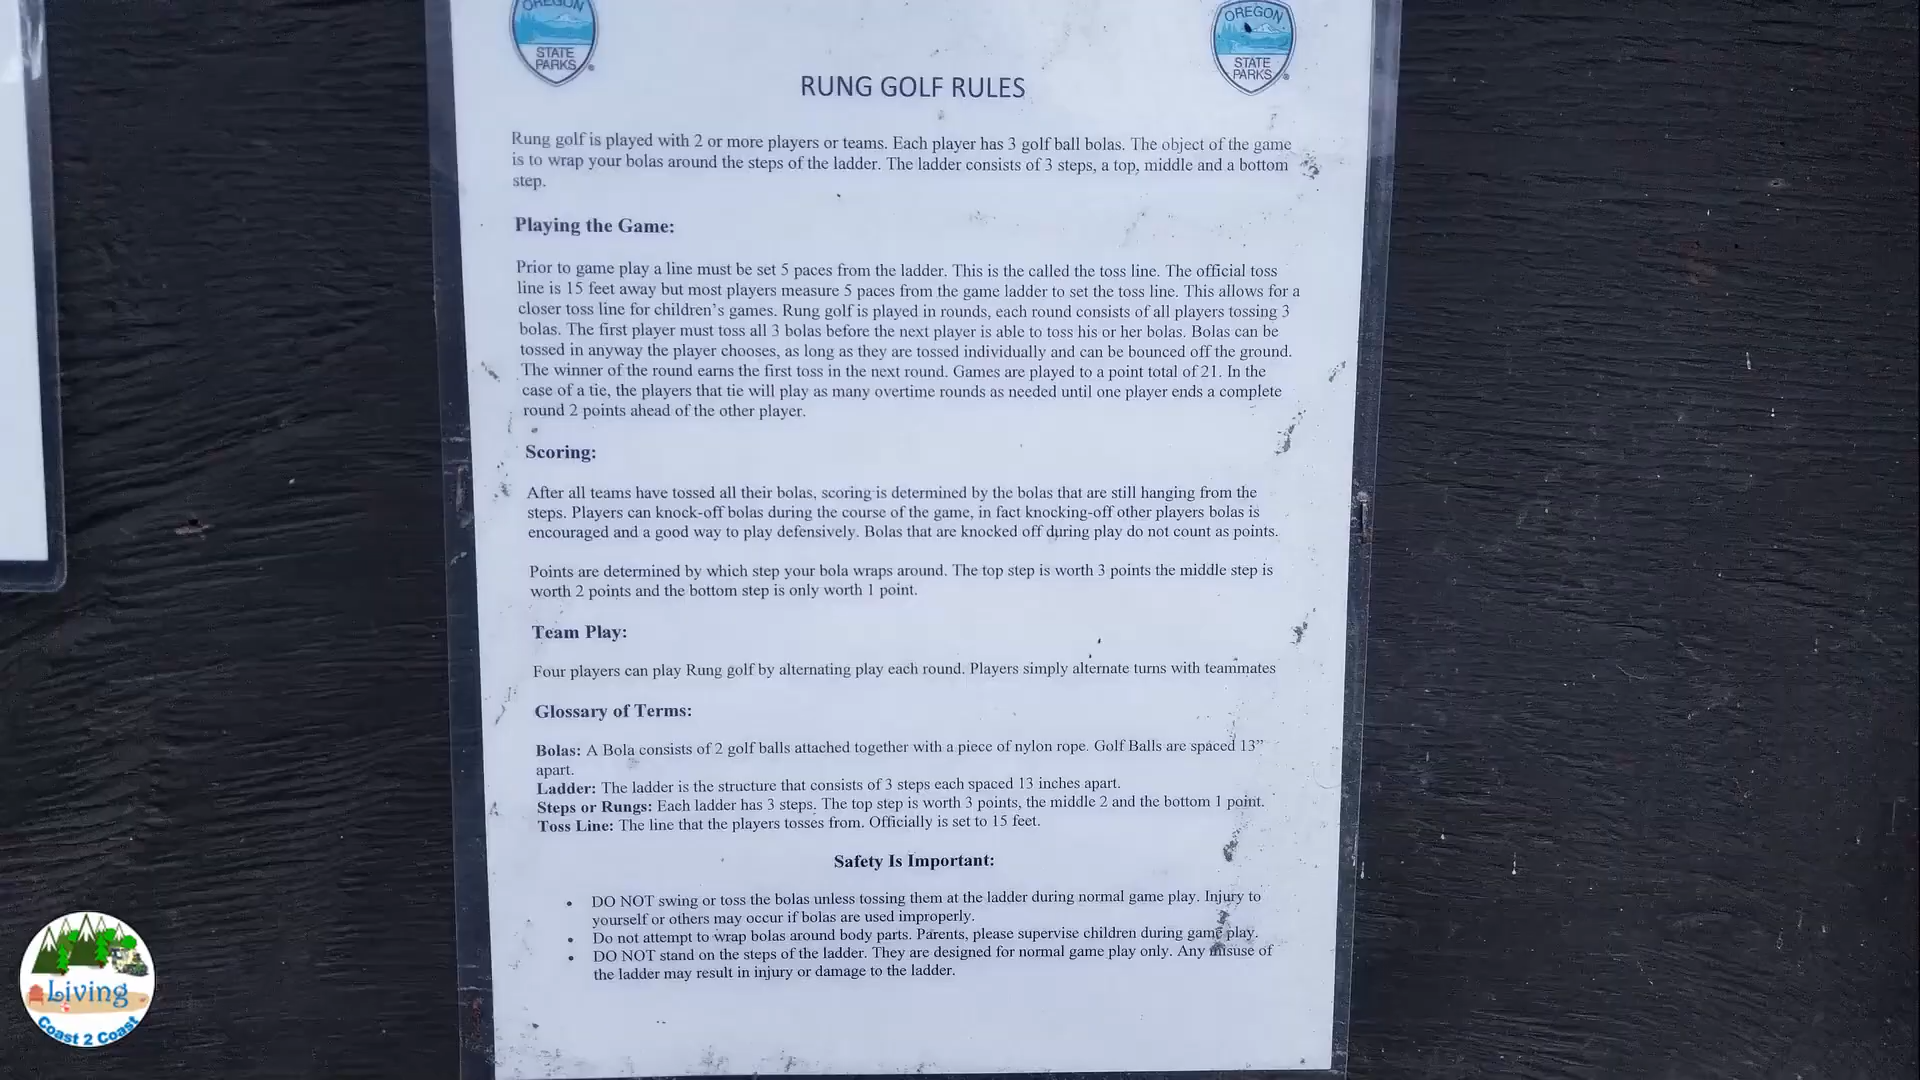 OREGON
STATE
PARKS
OREGON
STATE
PARKS
RUNG GOLF RULES
Rung golf is played with 2 or more players or teams. Each player has 3 golf ball bolas. The object of the game
is to wrap your bolas around the steps of the ladder. The ladder consists of 3 steps, a top, middle and a bottom
step.
Playing the Game:
Prior to game play a line must be set 5 paces from the ladder. This is the called the toss line. The official toss
line is 15 feet away but most players measure 5 paces from the game ladder to set the toss line. This allows for a
closer toss line for children's games. Rung golf is played in rounds, each round consists of all players tossing 3
bolas. The first player must toss all 3 bolas before the next player is able to toss his or her bolas. Bolas can be
tossed in anyway the player chooses, as long as they are tossed individually and can be bounced off the ground.
The winner of the round earns the first toss in the next round. Games are played to a point total of 21. In the
case of a tie, the players that tie will play as many overtime rounds as needed until one player ends a complete
round 2 points ahead of the other player.
Scoring:
After all teams have tossed all their bolas, scoring is determined by the bolas that are still hanging from the
steps. Players can knock-off bolas during the course of the game, in fact knocking-off other players bolas is
encouraged and a good way to play defensively. Bolas that are knocked off during play do not count as points.
Points are determined by which step your bola wraps around. The top step is worth 3 points the middle step is
worth 2 points and the bottom step is only worth 1 point.
Team Play:
Four players can play Rung golf by alternating play each round. Players simply alternate turns with teammates
Glossary of Terms:
Bolas: A Bola consists of 2 golf balls attached together with a piece of nylon rope. Golf Balls are spaced 13”
apart.
Ladder: The ladder is the structure that consists of 3 steps each spaced 13 inches apart.
Steps or Rungs: Each ladder has 3 steps. The top step is worth 3 points, the middle 2 and the bottom 1 point.
Toss Line: The line that the players tosses from. Officially is set to 15 feet.
Safety Is Important:
• DO NOT swing or toss the bolas unless tossing them at the ladder during normal game play. Injury to
yourself or others may occur if bolas are used improperly.
• Do not attempt to wrap bolas around body parts. Parents, please supervise children during game play.
• DO NOT stand on the steps of the ladder. They are designed for normal game play only. Any misuse of
the ladder may result in injury or damage to the ladder.
Living
Coast 2 Coast